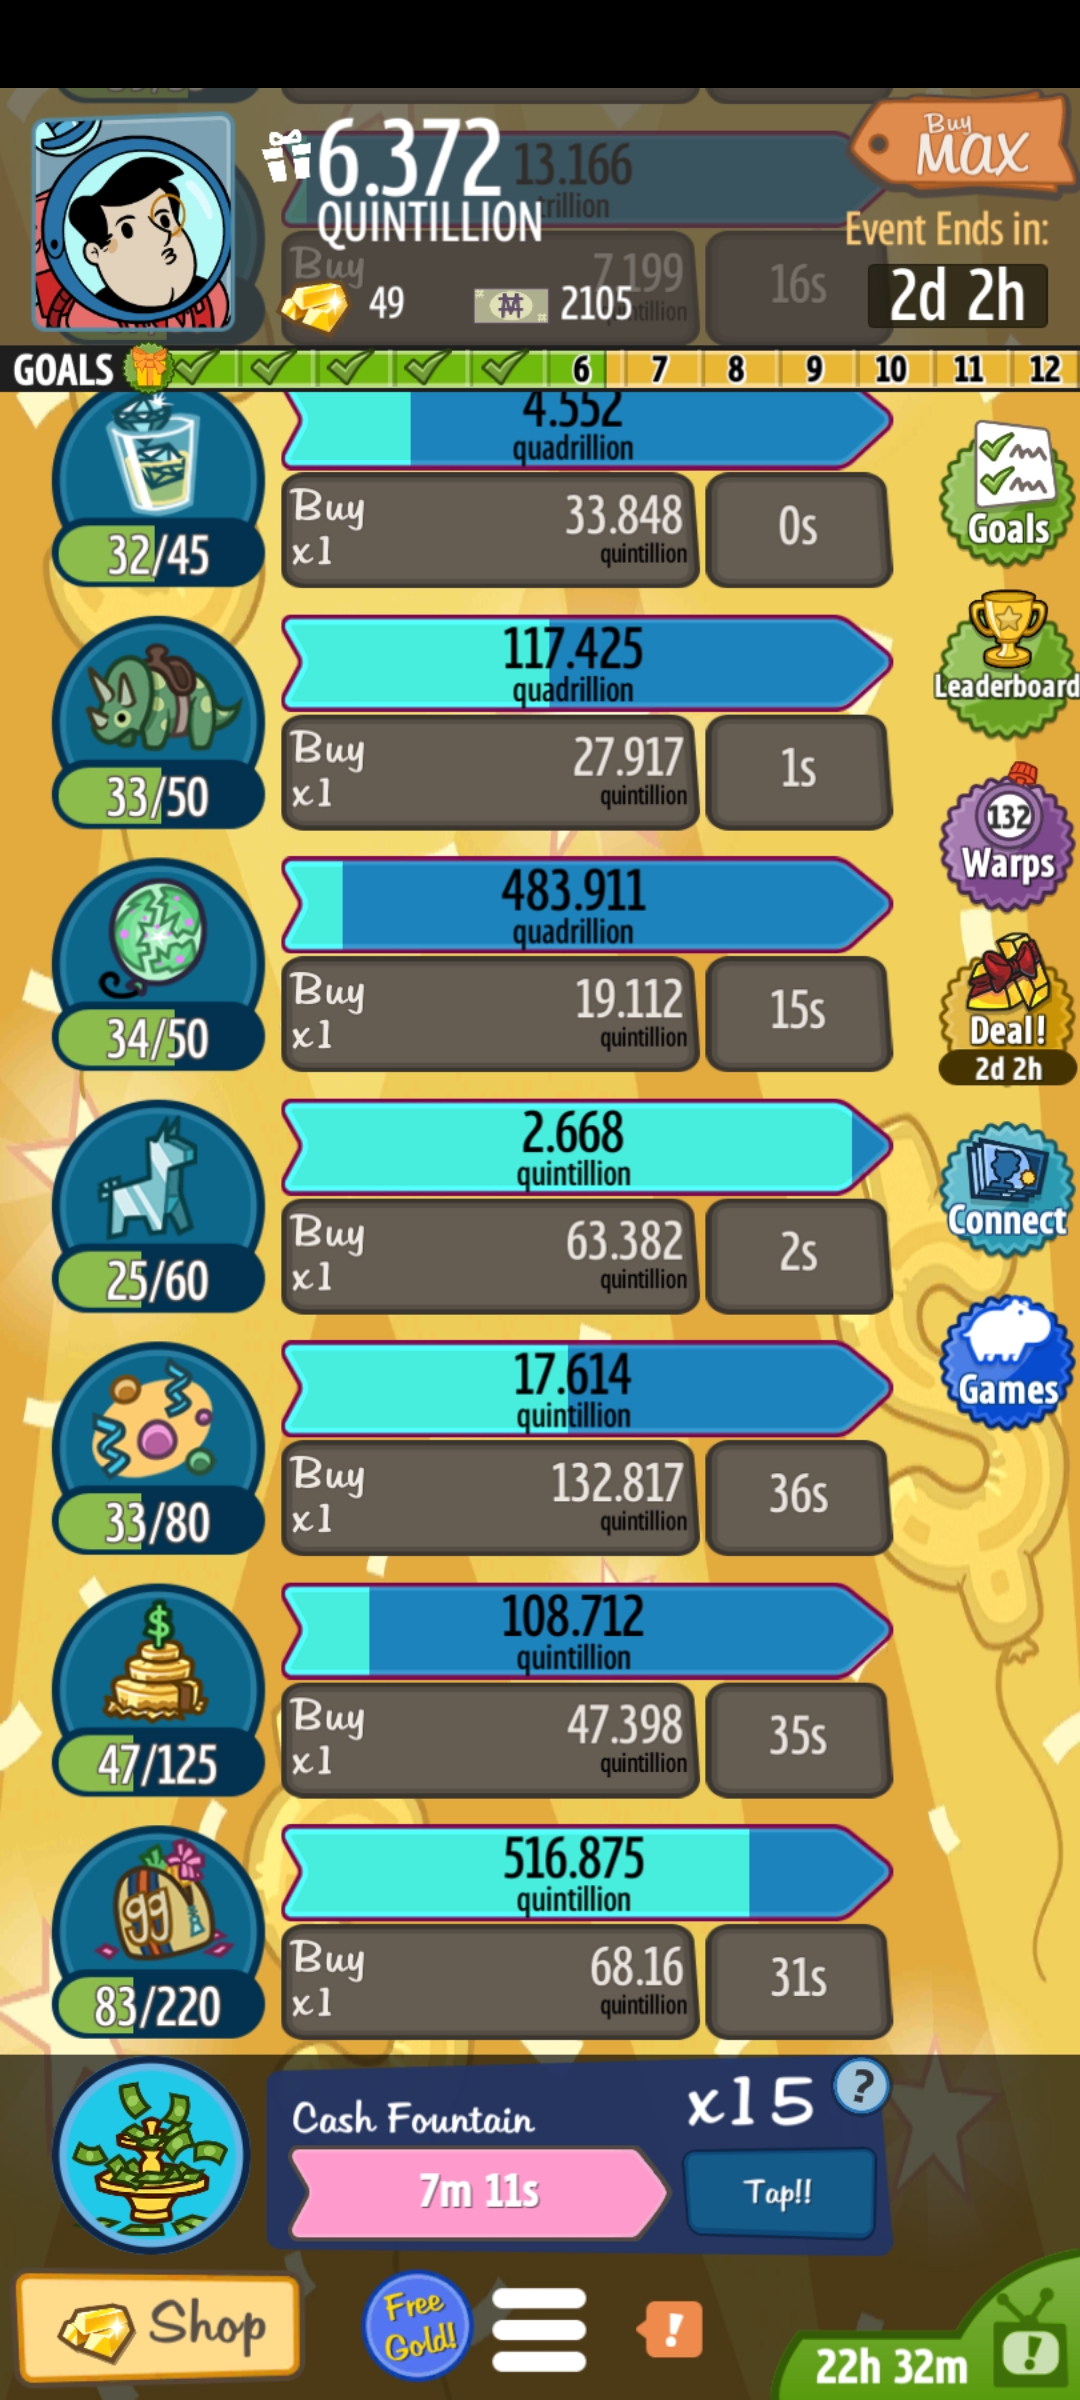 6.372
QUINTILLION
13.166
trillion
Buy
MAX
Event Ends in:
2d 2h
Buy
7.199
16s
49
2105
GOALS 6 7 8 9 10 11 12
4.552
quadrillion
32/45
Buy
x1
33.848
quintillion
0s
Goals
117.425
quadrillion
33/50
Buy
x1
27.917
quintillion
1s
Leaderboard
483.911
quadrillion
34/50
Buy
x1
19.112
quintillion
15s
132
Warps
Deal!
2d 2h
2.668
quintillion
25/60
Buy
x1
63.382
quintillion
2s
Connect
17.614
quintillion
33/80
Buy
x1
132.817
quintillion
36s
Games
108.712
quintillion
$
47/125
Buy
x1
47.398
quintillion
35s
516.875
quintillion
99
83/220
Buy
x1
68.16
quintillion
31s
Cash Fountain
x15
?
7m 11s
Tap!!
Shop
Free
Gold!
!
22h 32m
!